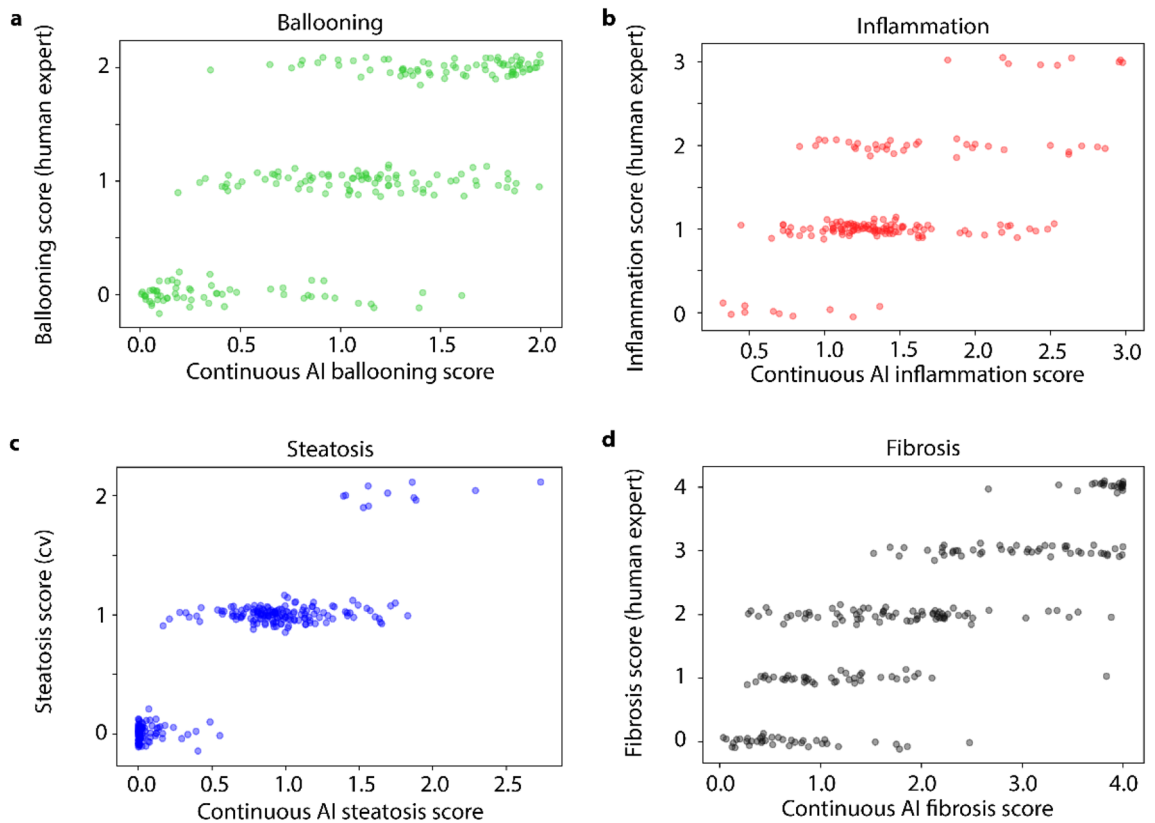 a
Ballooning
Ballooning score (human expert)
2
1
0
0.0 0.5 1.0 1.5 2.0
Continuous AI ballooning score
b
Inflammation
Inflammation score (human expert)
3
2
1
0
0.5 1.0 1.5 2.0 2.5 3.0
Continuous AI inflammation score
c
Steatosis
Steatosis score (cv)
2
1
0
0.0 0.5 1.0 1.5 2.0 2.5
Continuous AI steatosis score
d
Fibrosis
Fibrosis score (human expert)
4
3
2
1
0
0.0 1.0 2.0 3.0 4.0
Continuous AI fibrosis score